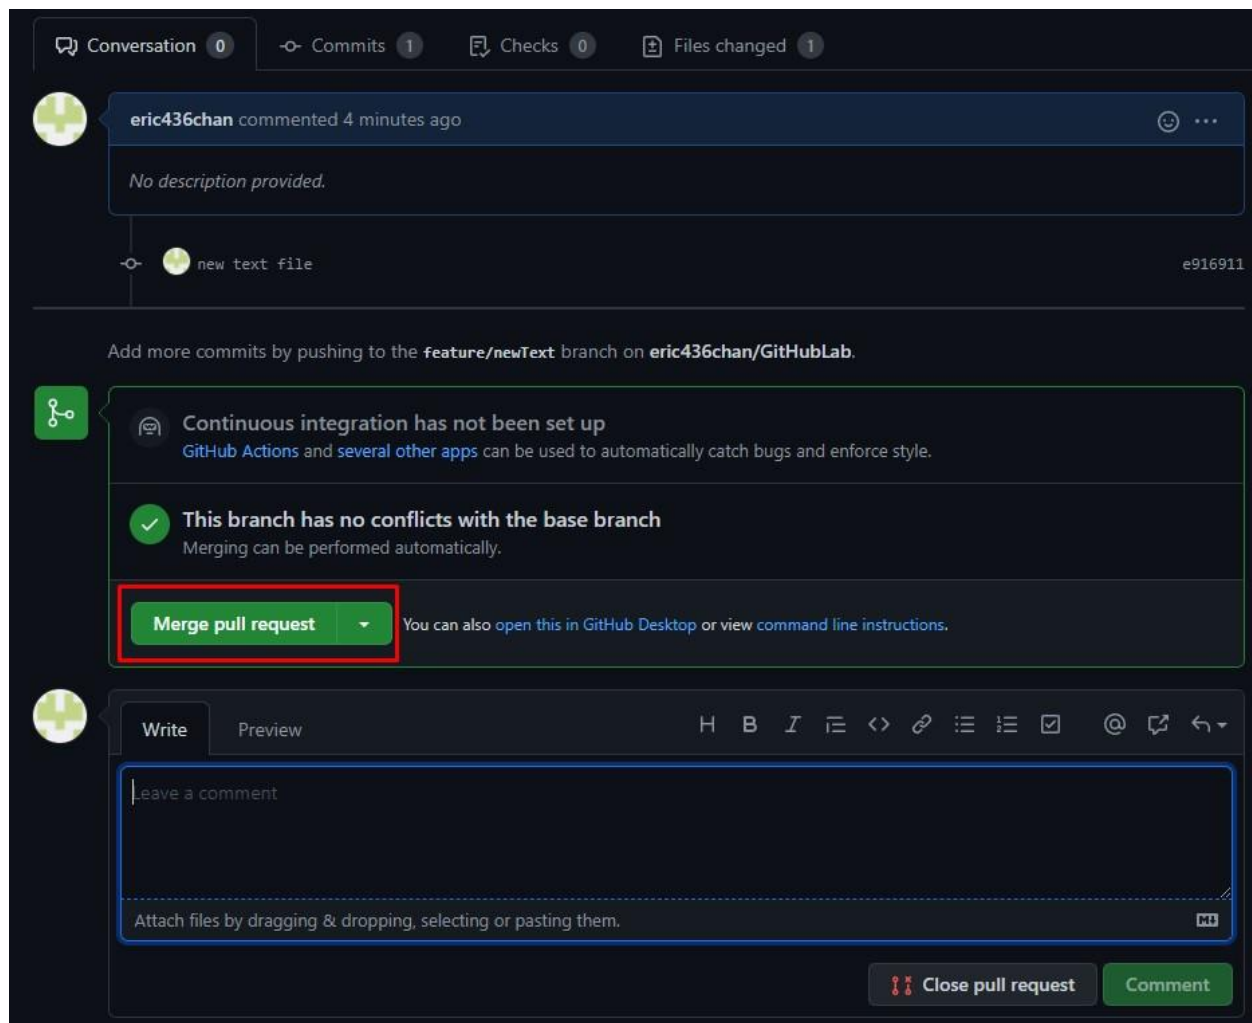 Conversation 0 Commits 1 Checks 0 Files changed 1
eric436chan commented 4 minutes ago
No description provided.
new text file e916911
Add more commits by pushing to the feature/newText branch on eric436chan/GitHubLab.
Continuous integration has not been set up
GitHub Actions and several other apps can be used to automatically catch bugs and enforce style.
This branch has no conflicts with the base branch
Merging can be performed automatically.
Merge pull request You can also open this in GitHub Desktop or view command line instructions.
Write Preview H B I
Leave a comment
Attach files by dragging & dropping, selecting or pasting them.
Close pull request Comment